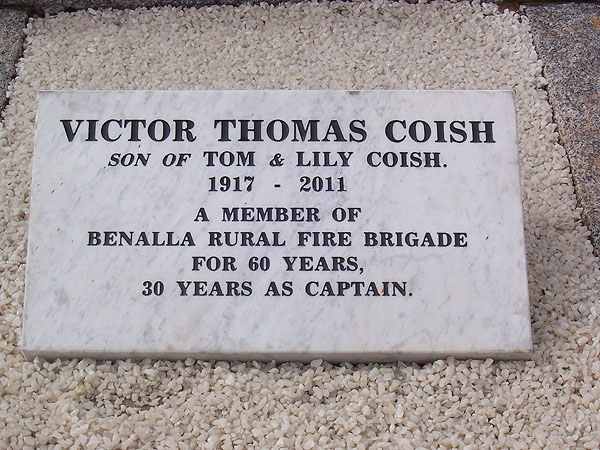 VICTOR THOMAS COISH
SON OF TOM & LILY COISH.
1917 - 2011
A MEMBER OF
BENALLA RURAL FIRE BRIGADE
FOR 60 YEARS,
30 YEARS AS CAPTAIN.